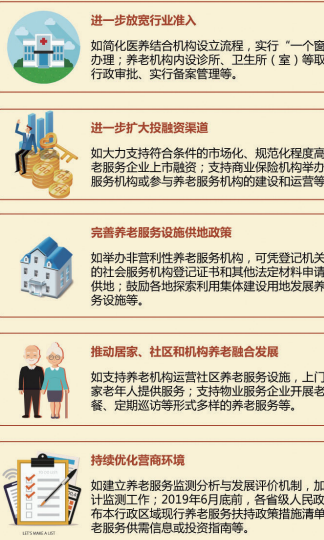 进一步放宽行业准入
如简化医养结合机构设立流程，实行“一个窗
办理；养老机构内设诊所、卫生所（室）等取
行政审批、实行备案管理等。
进一步扩大投融资渠道
如大力支持符合条件的市场化、规范化程度高
老服务企业上市融资；支持商业保险机构举办
服务机构或参与养老服务机构的建设和运营等
完善养老服务设施供地政策
如举办非营利性养老服务机构，可凭登记机关
的社会服务机构登记证书和其他法定材料申请
供地；鼓励各地探索利用集体建设用地发展养
务设施等。
推动居家、社区和机构养老融合发展
如支持养老机构运营社区养老服务设施，上门
家老年人提供服务；支持物业服务企业开展老
餐、定期巡访等形式多样的养老服务等。
持续优化营商环境
如建立养老服务监测分析与发展评价机制，加
计监测工作；2019年6月底前，各省级人民政
布本行政区域现行养老服务扶持政策措施清单
老服务供需信息或投资指南等。
LET'S MAKE A LIST